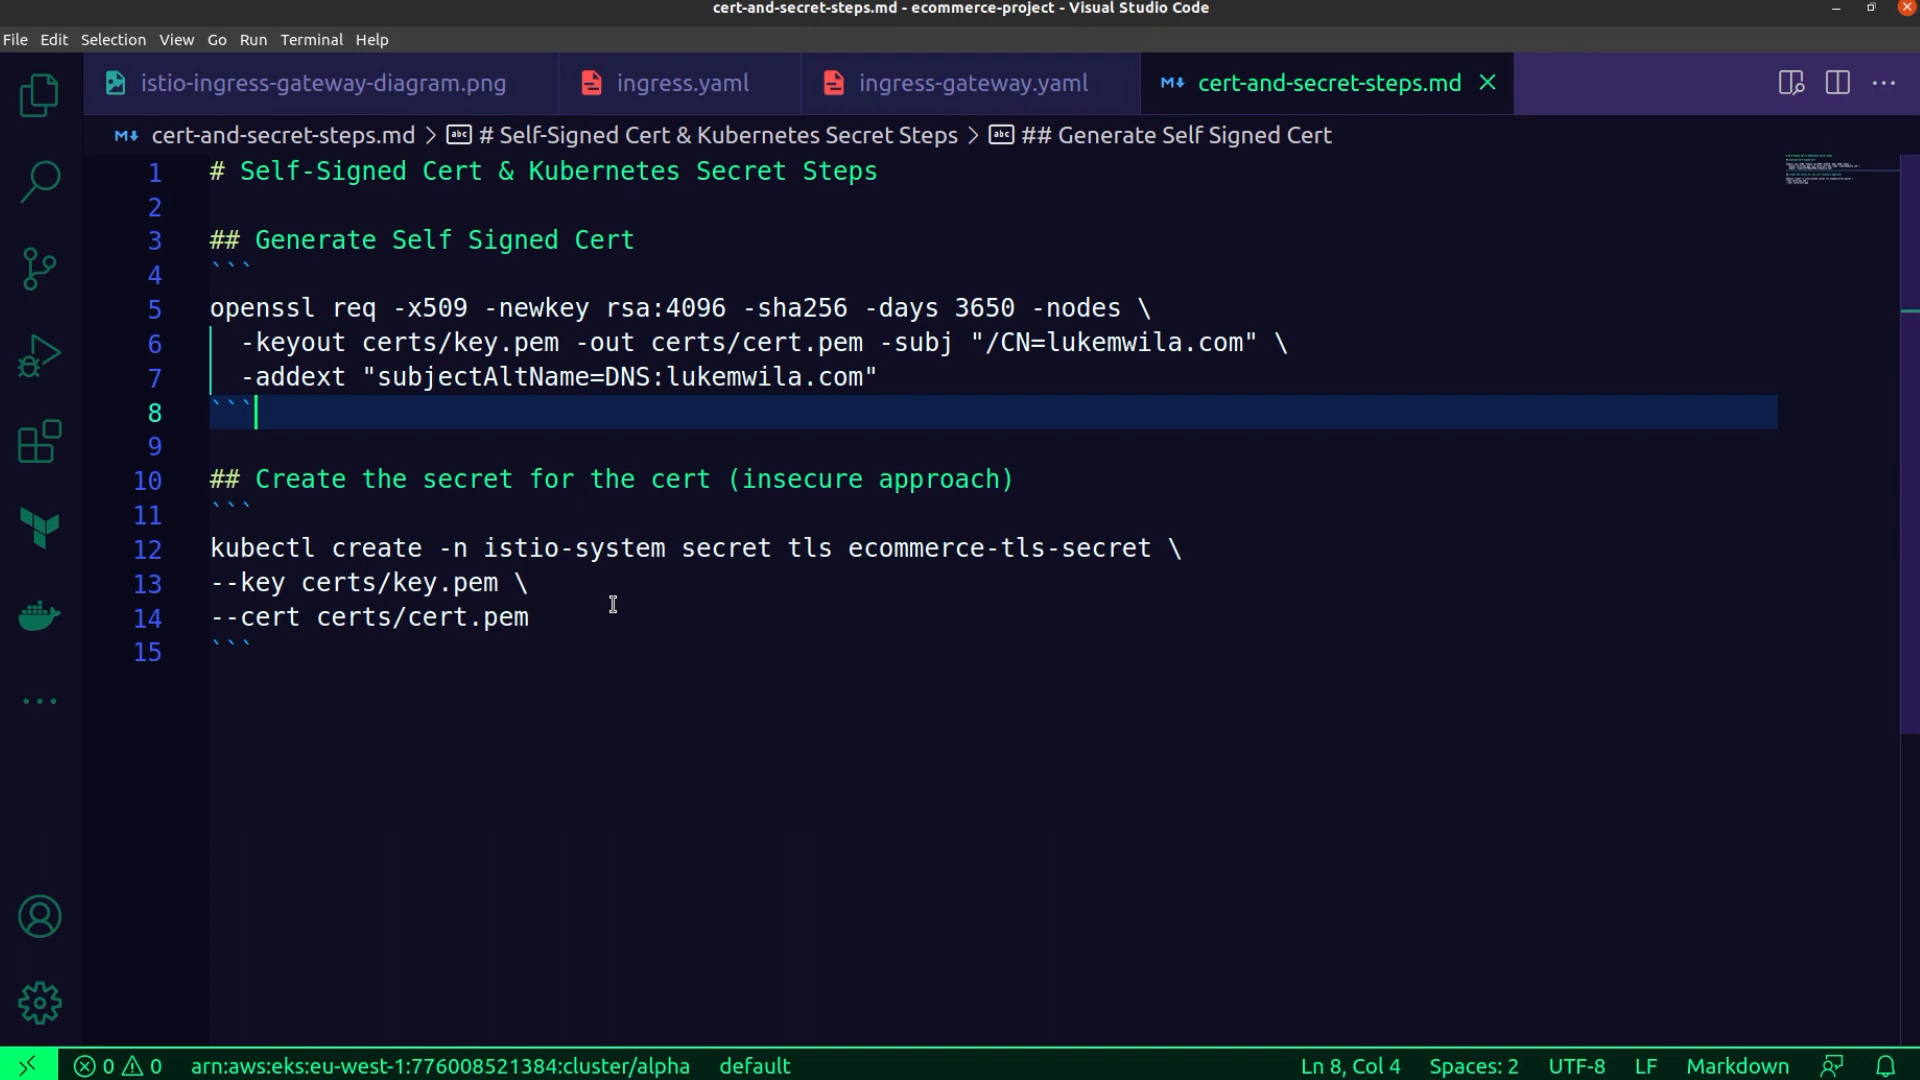 cert-and-secret-steps.md - ecommerce-project - Visual Studio Code
File Edit Selection View Go Run Terminal Help
istio-ingress-gateway-diagram.png ingress.yaml ingress-gateway.yaml cert-and-secret-steps.md
cert-and-secret-steps.md > abc # Self-Signed Cert & Kubernetes Secret Steps > abc ## Generate Self Signed Cert
1 # Self-Signed Cert & Kubernetes Secret Steps
2
3 ## Generate Self Signed Cert
4 ```
5 openssl req -x509 -newkey rsa:4096 -sha256 -days 3650 -nodes \
6 -keyout certs/key.pem -out certs/cert.pem -subj "/CN=lukemwila.com" \
7 -addext "subjectAltName=DNS:lukemwila.com"
8 ```
9
10 ## Create the secret for the cert (insecure approach)
11 ```
12 kubectl create -n istio-system secret tls ecommerce-tls-secret \
13 --key certs/key.pem \
14 --cert certs/cert.pem
15 ```
0 0 arn:aws:eks:eu-west-1:776008521384:cluster/alpha default Ln 8, Col 4 Spaces: 2 UTF-8 LF Markdown